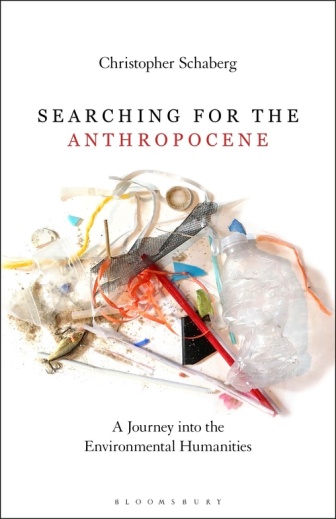 Christopher Schaberg
SEARCHING FOR THE
ANTHROPOCENE
A Journey into the
Environmental Humanities
BLOOMSBURY